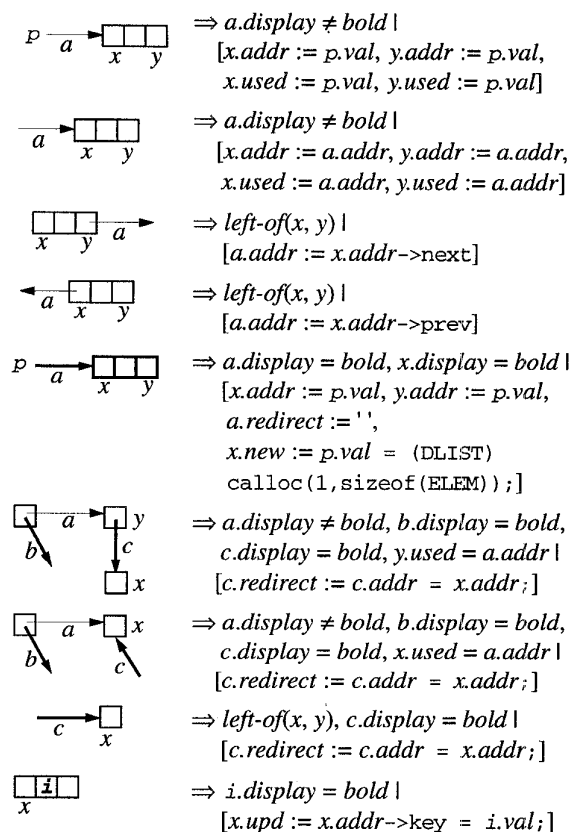 p a x y ⇒ a.display ≠ bold |
[x.addr := p.val, y.addr := p.val,
x.used := p.val, y.used := p.val]
a x y ⇒ a.display ≠ bold |
[x.addr := a.addr, y.addr := a.addr,
x.used := a.addr, y.used := a.addr]
x y a ⇒ left-of(x, y) |
[a.addr := x.addr->next]
a x y ⇒ left-of(x, y) |
[a.addr := x.addr->prev]
p a x y ⇒ a.display = bold, x.display = bold |
[x.addr := p.val, y.addr := p.val,
a.redirect := ' ',
x.new := p.val = (DLIST)
calloc(1,sizeof(ELEM));]
a y b c x ⇒ a.display ≠ bold, b.display = bold,
c.display = bold, y.used = a.addr |
[c.redirect := c.addr = x.addr;]
a x b c ⇒ a.display ≠ bold, b.display = bold,
c.display = bold, x.used = a.addr |
[c.redirect := c.addr = x.addr;]
c x ⇒ left-of(x, y), c.display = bold |
[c.redirect := c.addr = x.addr;]
i x ⇒ i.display = bold |
[x.upd := x.addr->key = i.val;]